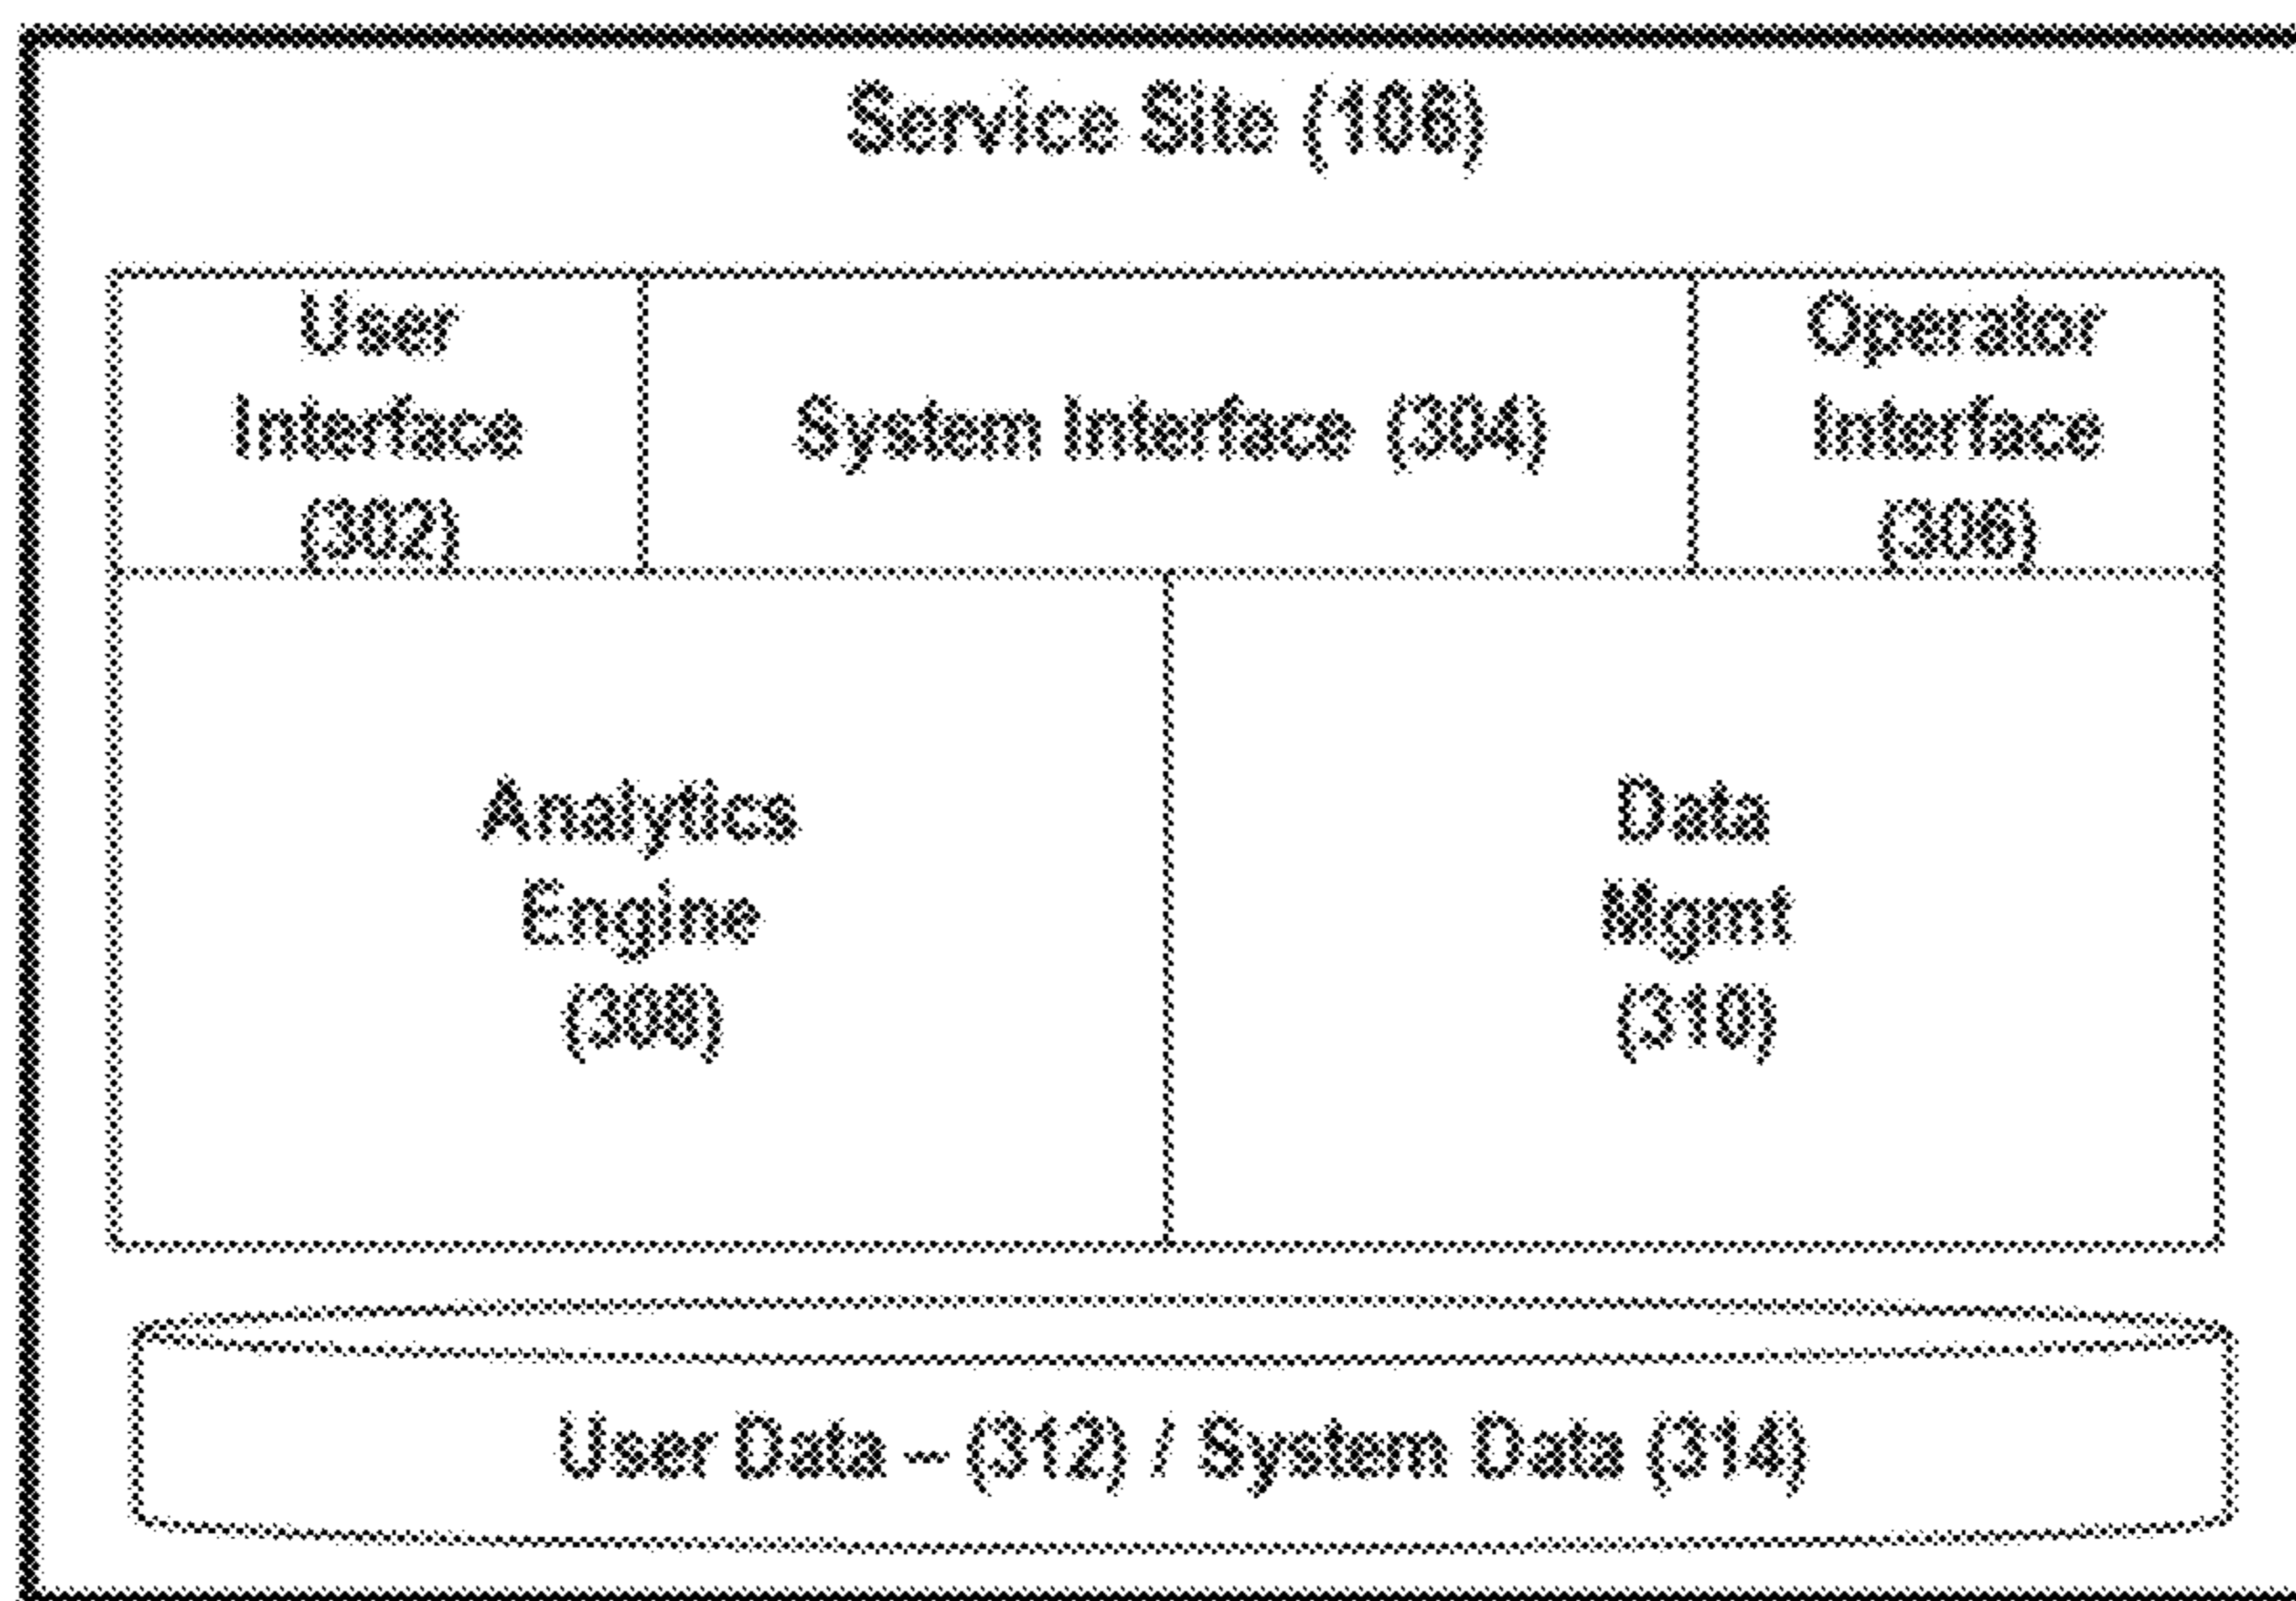 Service Site (106)
User
Interface
(302)
System Interface (304)
Operator
Interface
(306)
Analytics
Engine
(308)
Data
Mgmt
(310)
User Data – (312) / System Data (314)